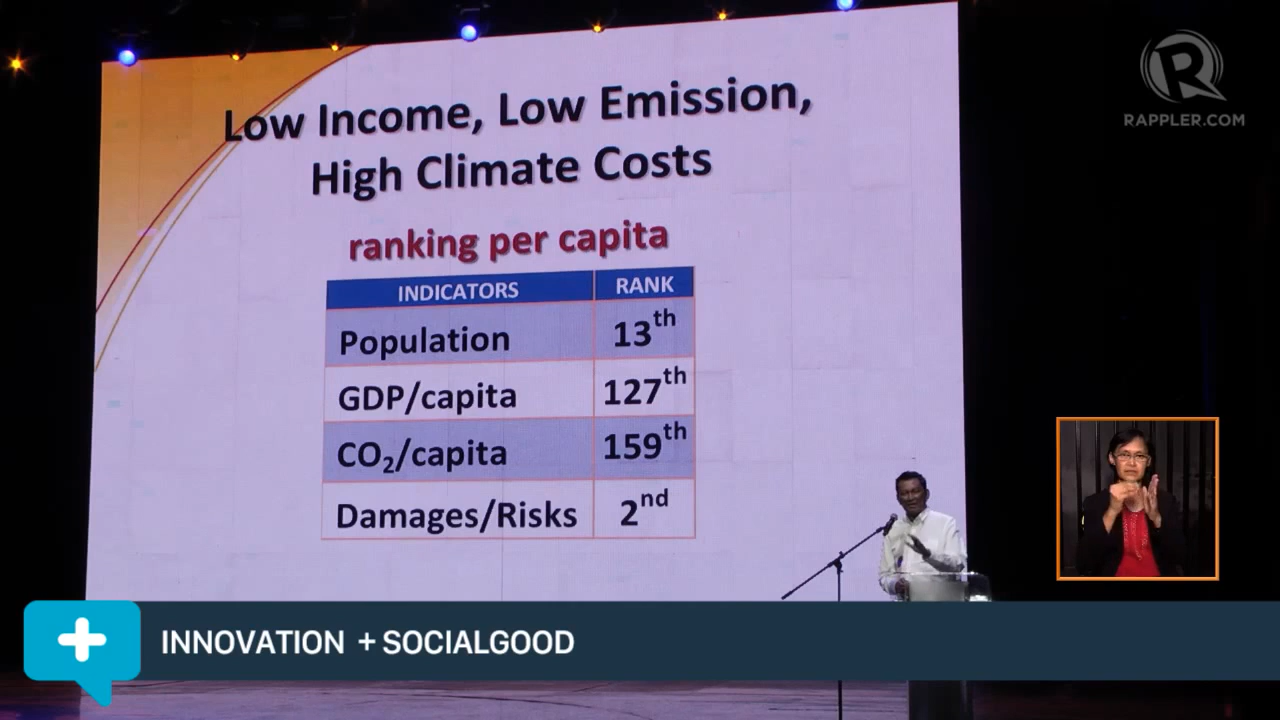 Low Income, Low Emission,
High Climate Costs
ranking per capita
INDICATORS RANK
Population 13th
GDP/capita 127th
CO₂/capita 159th
Damages/Risks 2nd
R
RAPPLER.COM
INNOVATION + SOCIALGOOD